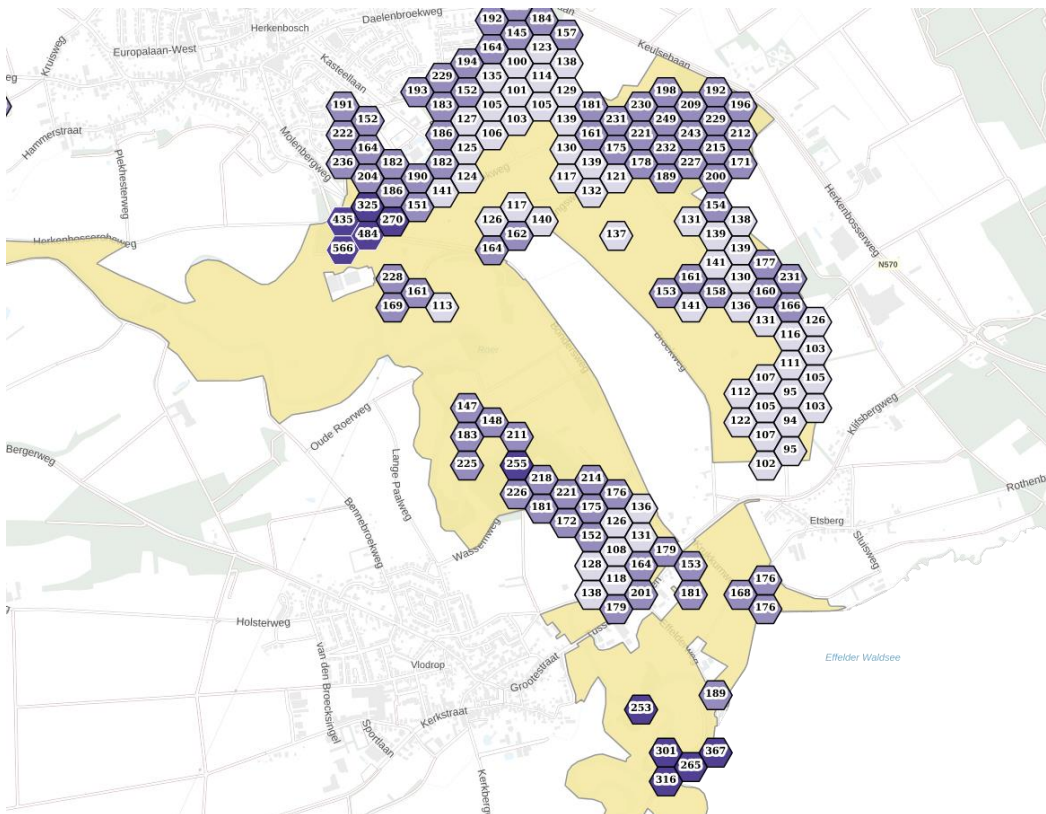 Daelenbroekweg
Herkenbosch
Europalaan-West
Kruisweg
Kasteellaan
Keulsebaan
Hammerstraat
Plekhesterweg
Molenbergweg
Herkenbosserweg
N570
192 184
145 157
164 123
194 100 138
229 135 114
193 152 101 129 198 192
191 183 105 105 181 230 209 196
152 127 103 139 231 249 229
222 186 106 161 221 243 212
164 125 130 175 232 215
236 182 182 139 178 227 171
204 190 124 117 121 189 200
186 141 132
325 151 117 154
435 270 126 140 131 138
484 162 137 139
566 164 139
141 177
228 161 130 231
161 153 158 160
169 113 141 136 166
131 126
116
103
111
107 105
112 95
147 105 103
148 122 94
183 211 107
95
225 255 102
218 214
226 221 176
181 175 136
172 126
152 131
108 179
128 164 153
118 176
138 201 181 168
179 176
189
253
301 367
265
316
Roer
Broekweg
Klifsbergweg
Oude Roerweg
Bergerweg
Lange Paalweg
Bennebroekweg
Wassemweg
Etsberg
Sluisweg
Holsterweg
Effelderweg
van den Broecksingel
Vlodrop
Grootestraat
Effelder Waldsee
Kerkstraat
Sportlaan